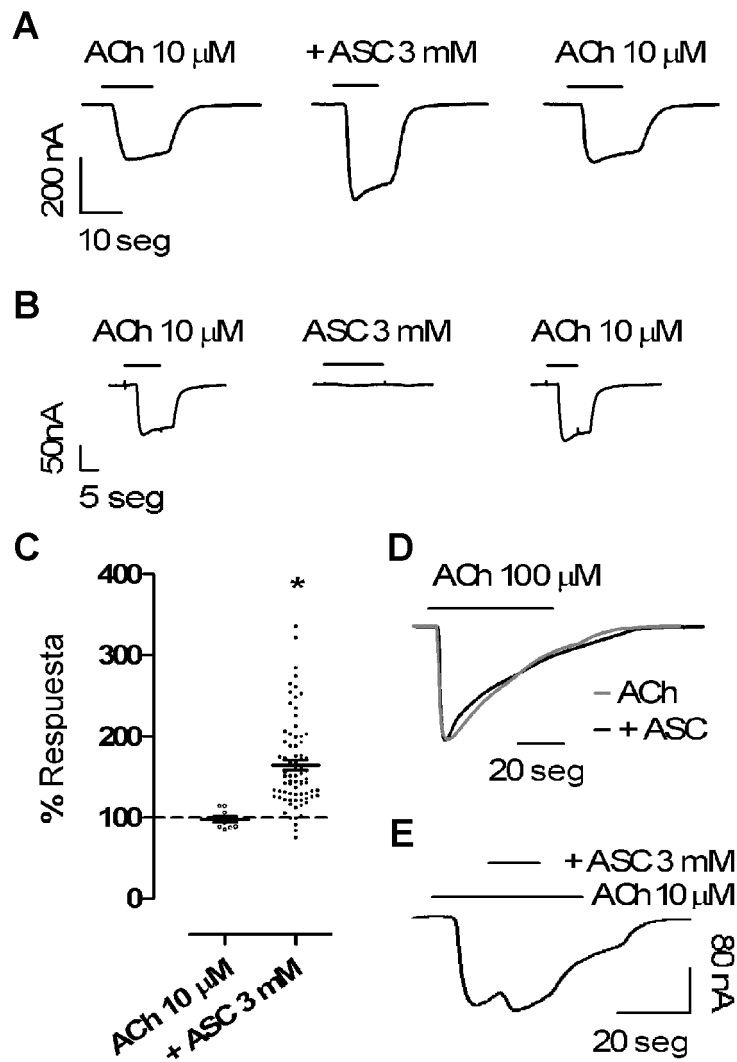 A
ACh 10 µM
+ ASC 3 mM
ACh 10 µM
200 nA
10 seg
B
ACh 10 µM
ASC 3 mM
ACh 10 µM
50nA
5 seg
C
% Respuesta
400
300
200
100
0
*
ACh 10 µM
+ ASC 3 mM
D
ACh 100 µM
ACh
+ ASC
20 seg
E
+ ASC 3 mM
ACh 10 µM
80 nA
20 seg